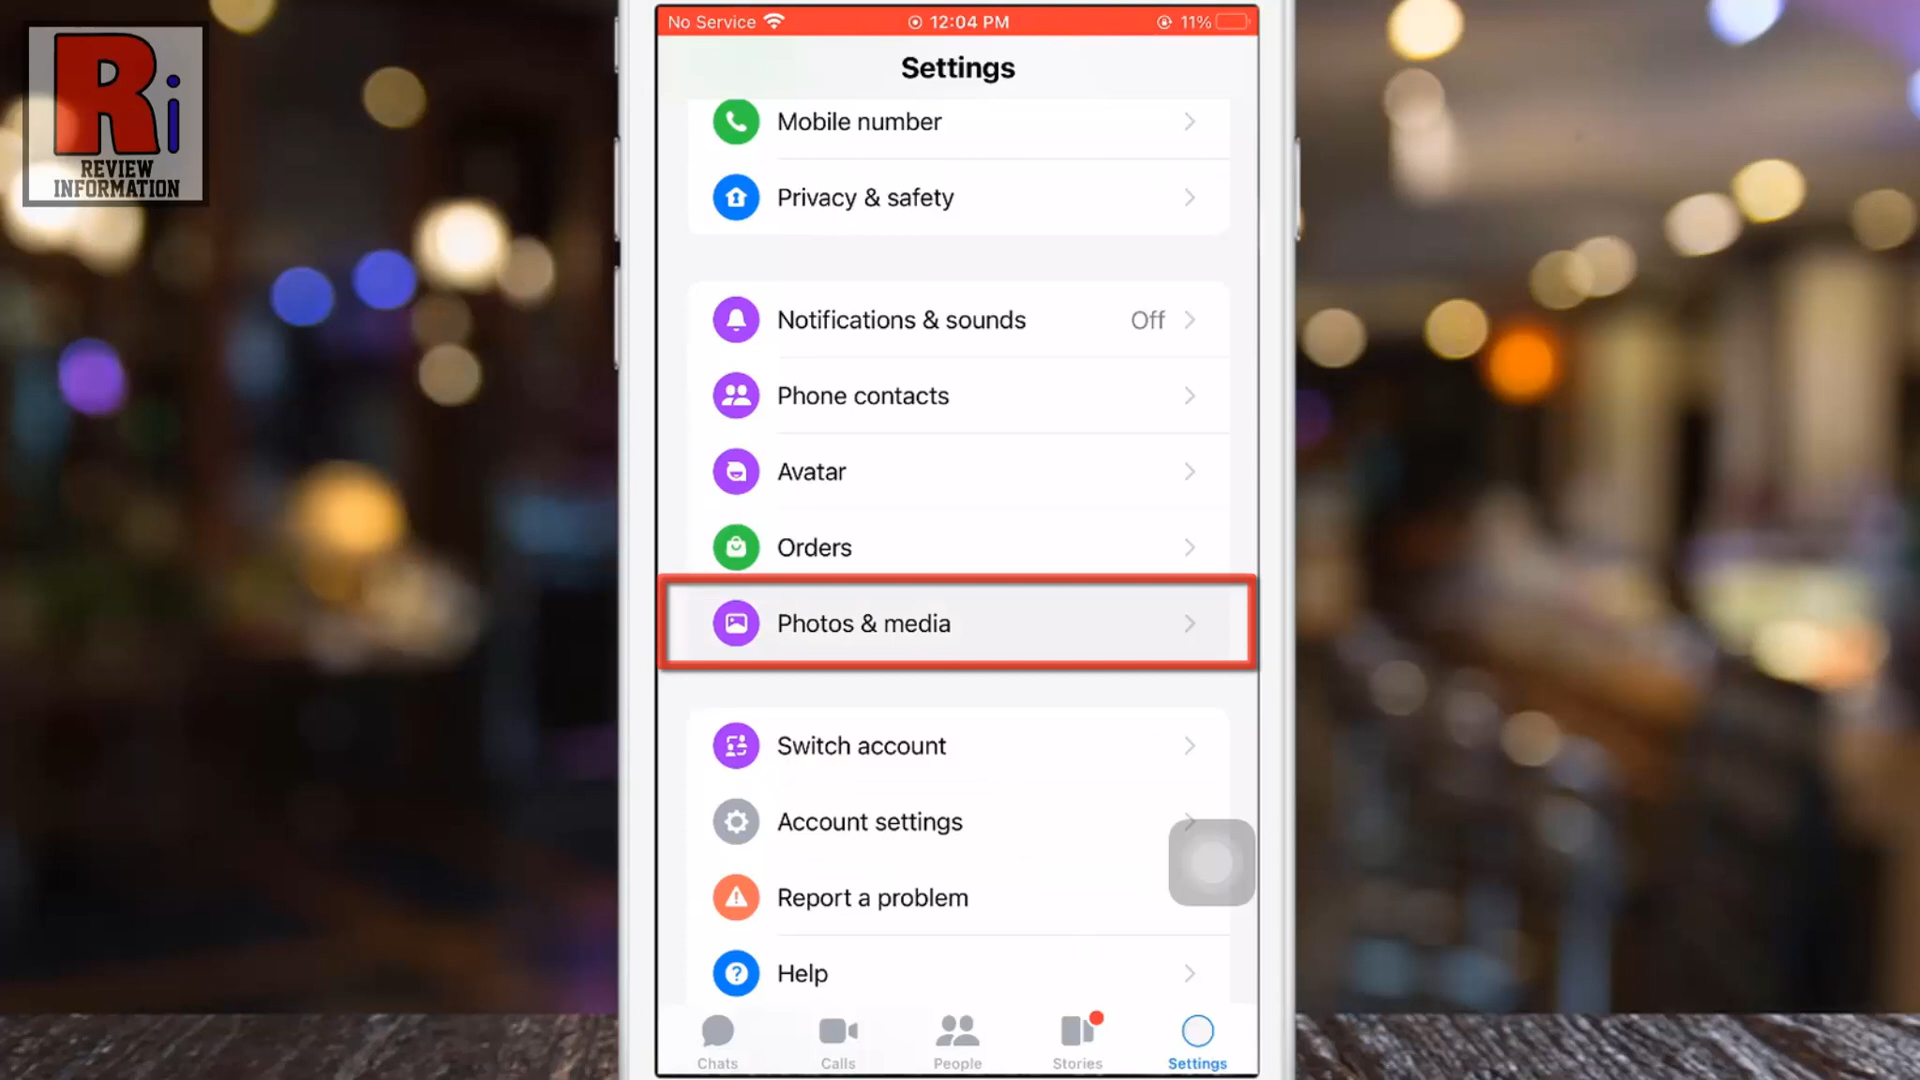 Ri
REVIEW
INFORMATION
No Service 12:04 PM 11%
Settings
Mobile number
Privacy & safety
Notifications & sounds Off
Phone contacts
Avatar
Orders
Photos & media
Switch account
Account settings
Report a problem
Help
Chats Calls People Stories Settings